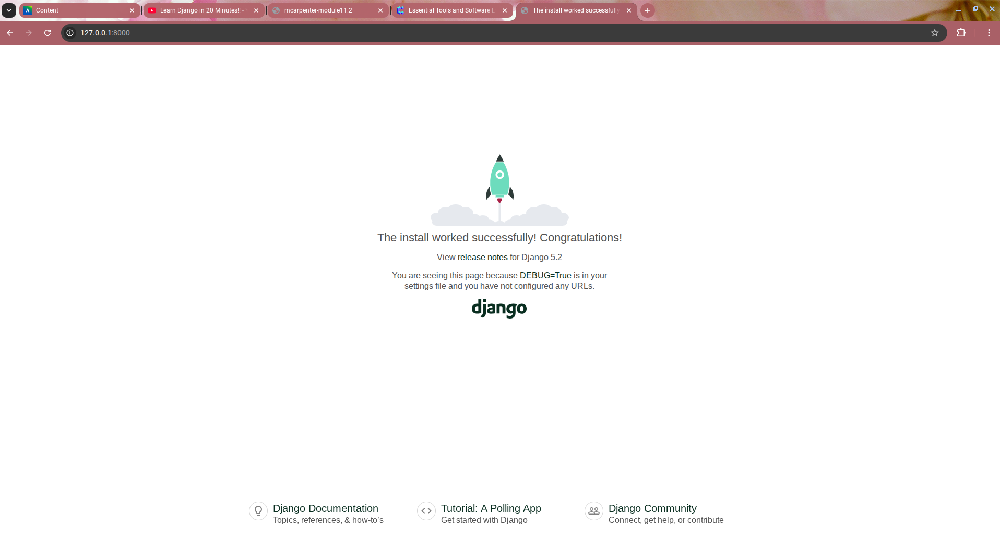 Content
Learn Django in 20 Minutes!! -
mcarpenter-module11.2
Essential Tools and Software
The install worked successfully
127.0.0.1:8000
The install worked successfully! Congratulations!
View release notes for Django 5.2
You are seeing this page because DEBUG=True is in your
settings file and you have not configured any URLs.
django
Django Documentation
Topics, references, & how-to’s
Tutorial: A Polling App
Get started with Django
Django Community
Connect, get help, or contribute